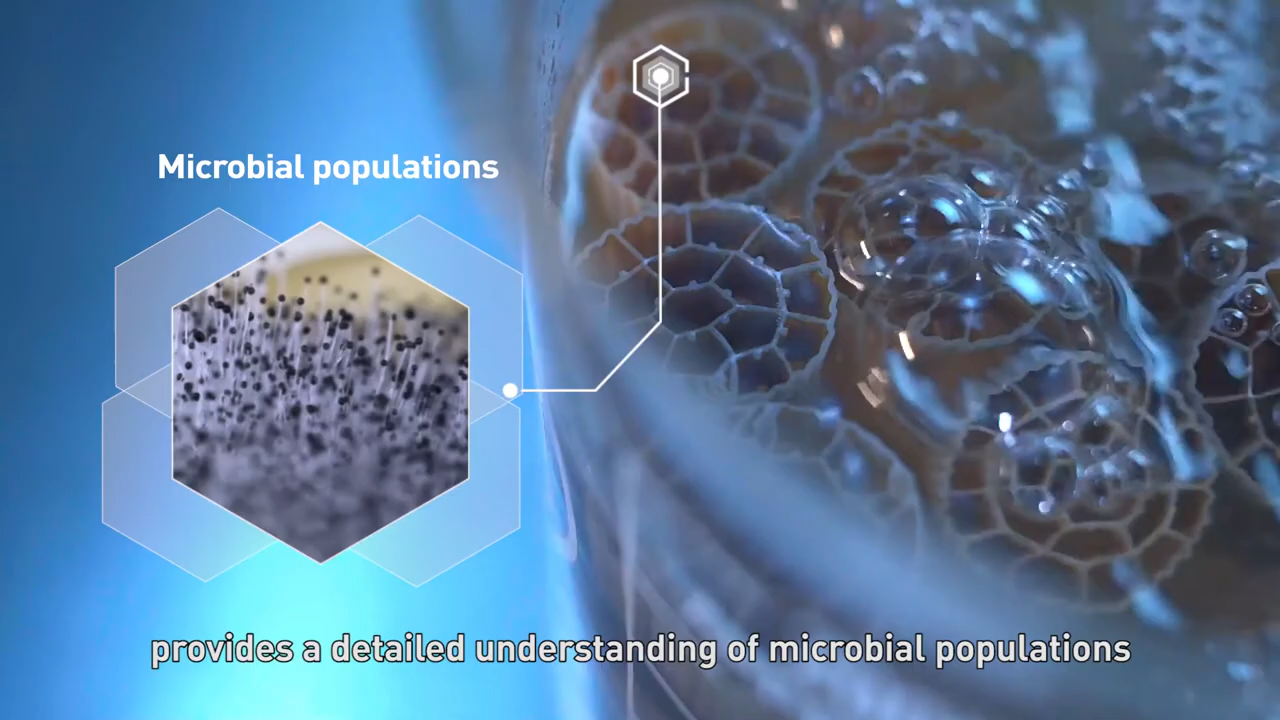 Microbial populations
provides a detailed understanding of microbial populations